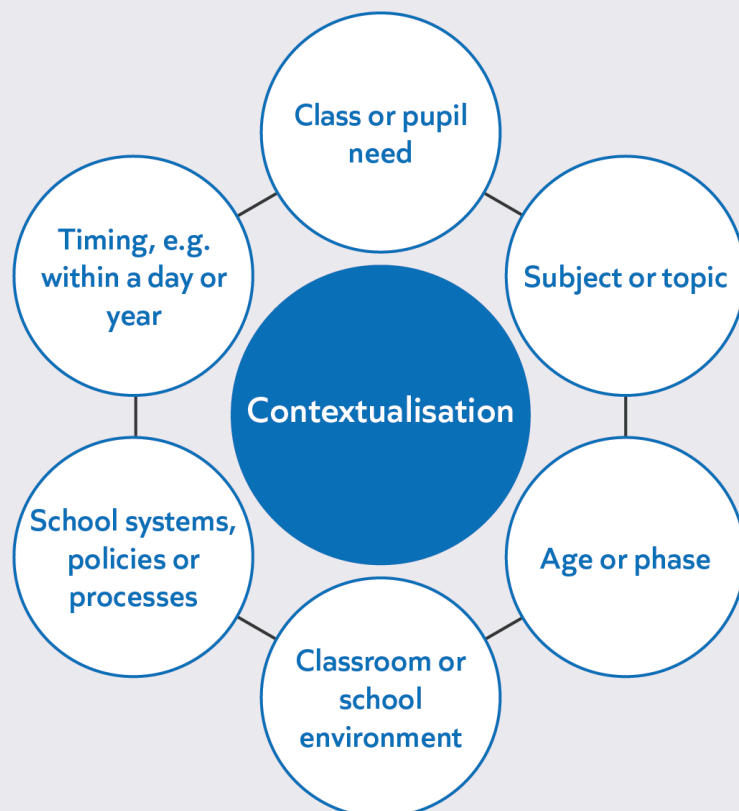 Class or pupil
need
Timing, e.g.
within a day or
year
Subject or topic
Contextualisation
School systems,
policies or
processes
Age or phase
Classroom or
school
environment